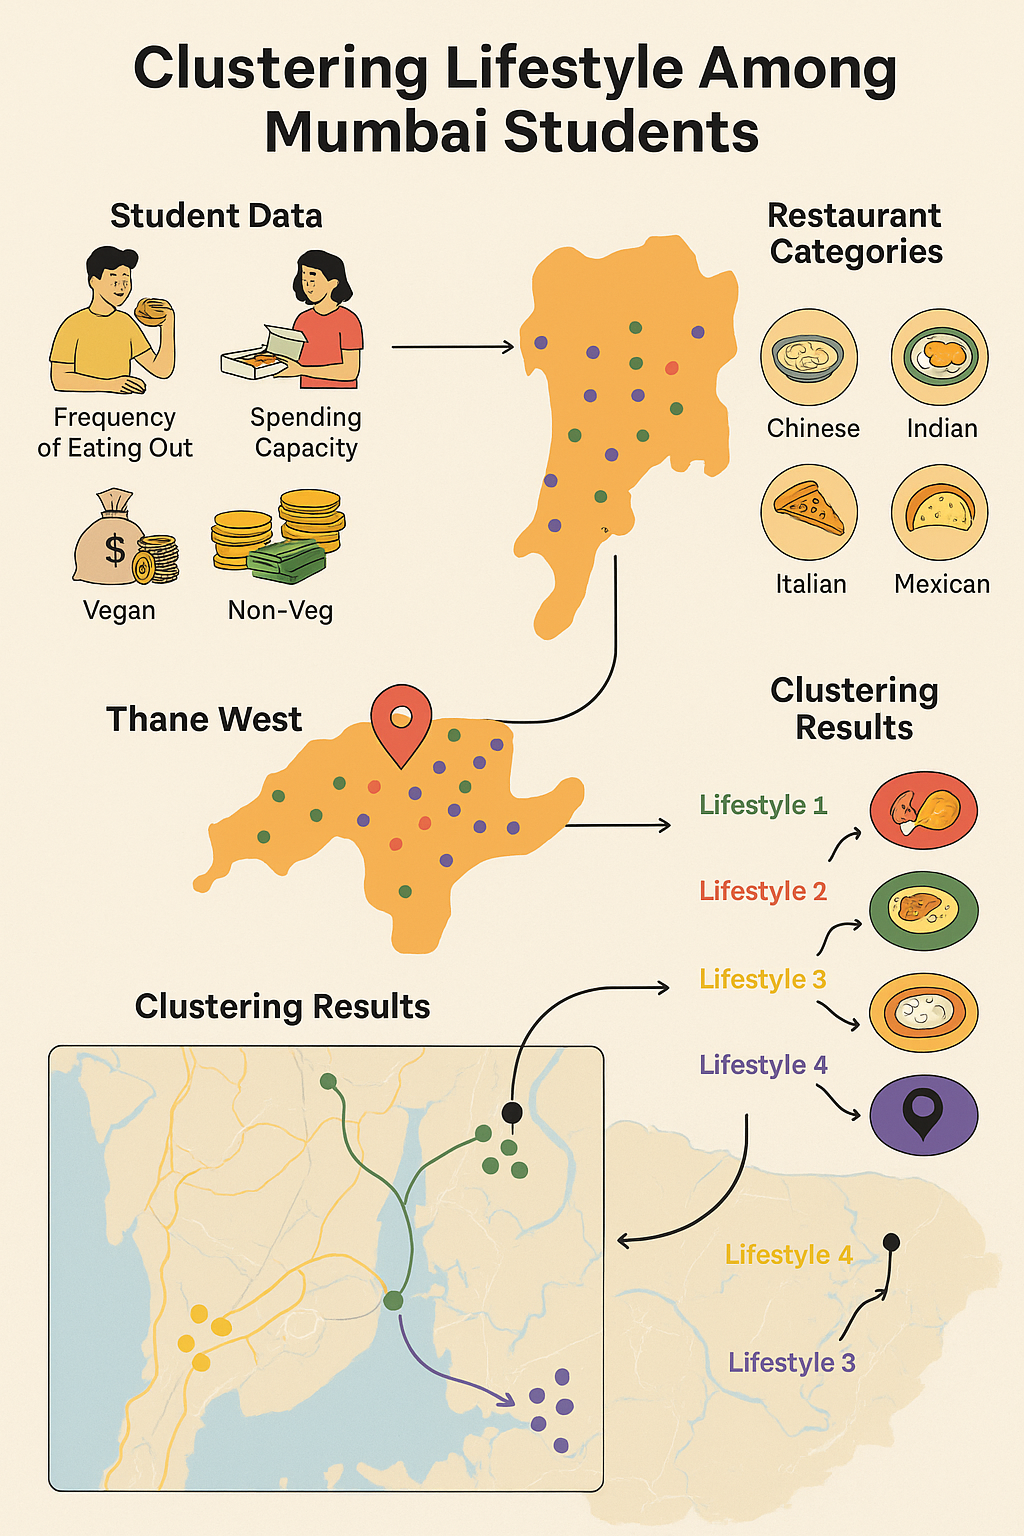 Clustering Lifestyle Among
Mumbai Students
Student Data
Frequency
of Eating Out
Spending
Capacity
$
Vegan
Non-Veg
Restaurant
Categories
Chinese
Indian
Italian
Mexican
Thane West
Clustering
Results
Lifestyle 1
Lifestyle 2
Lifestyle 3
Lifestyle 4
Clustering Results
Lifestyle 4
Lifestyle 3